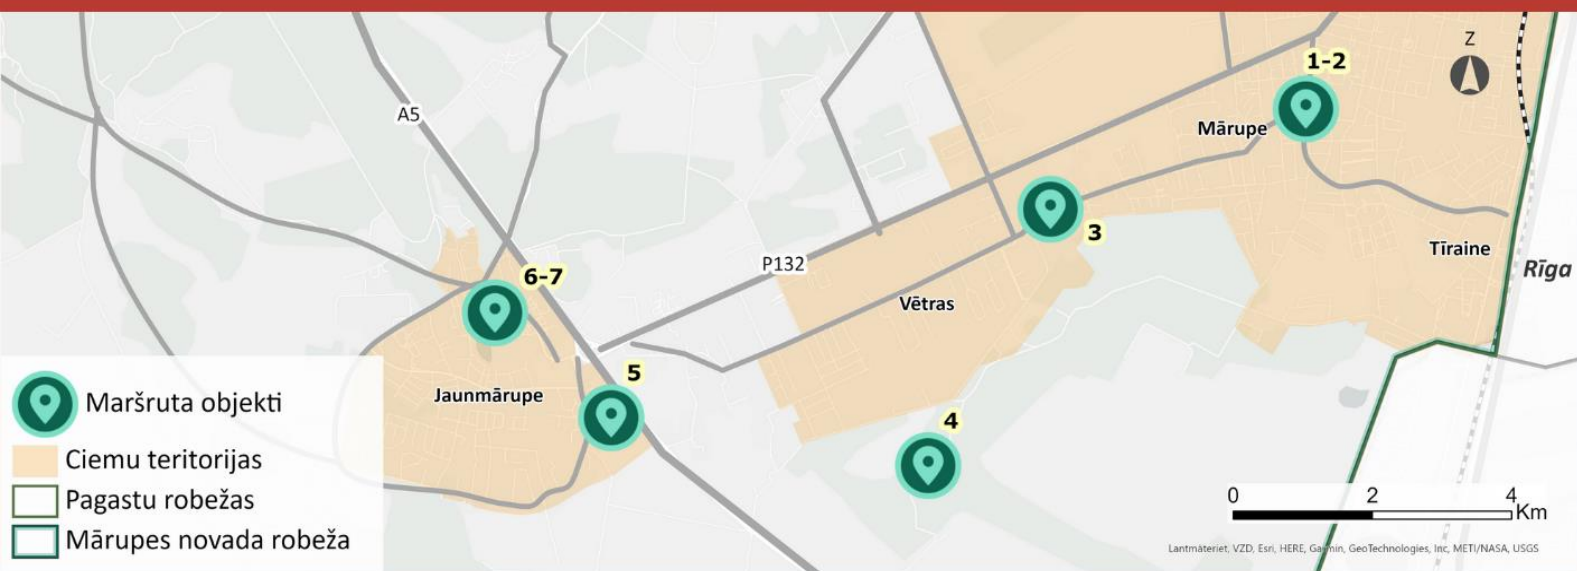 Z
1-2
A5
Mārupe
3
Tīraine
Rīga
P132
6-7
Vētras
5
Jaunmārupe
4
Maršruta objekti
Ciemu teritorijas
Pagastu robežas
Mārupes novada robeža
0 2 4
Km
Lantmäteriet, VZD, Esri, HERE, Garmin, GeoTechnologies, Inc, METI/NASA, USGS